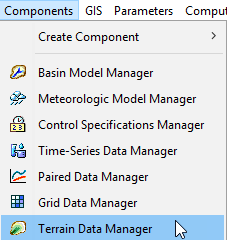 Components GIS Parameters
Create Component
Basin Model Manager
Meteorologic Model Manager
Control Specifications Manager
Time-Series Data Manager
Paired Data Manager
Grid Data Manager
Terrain Data Manager